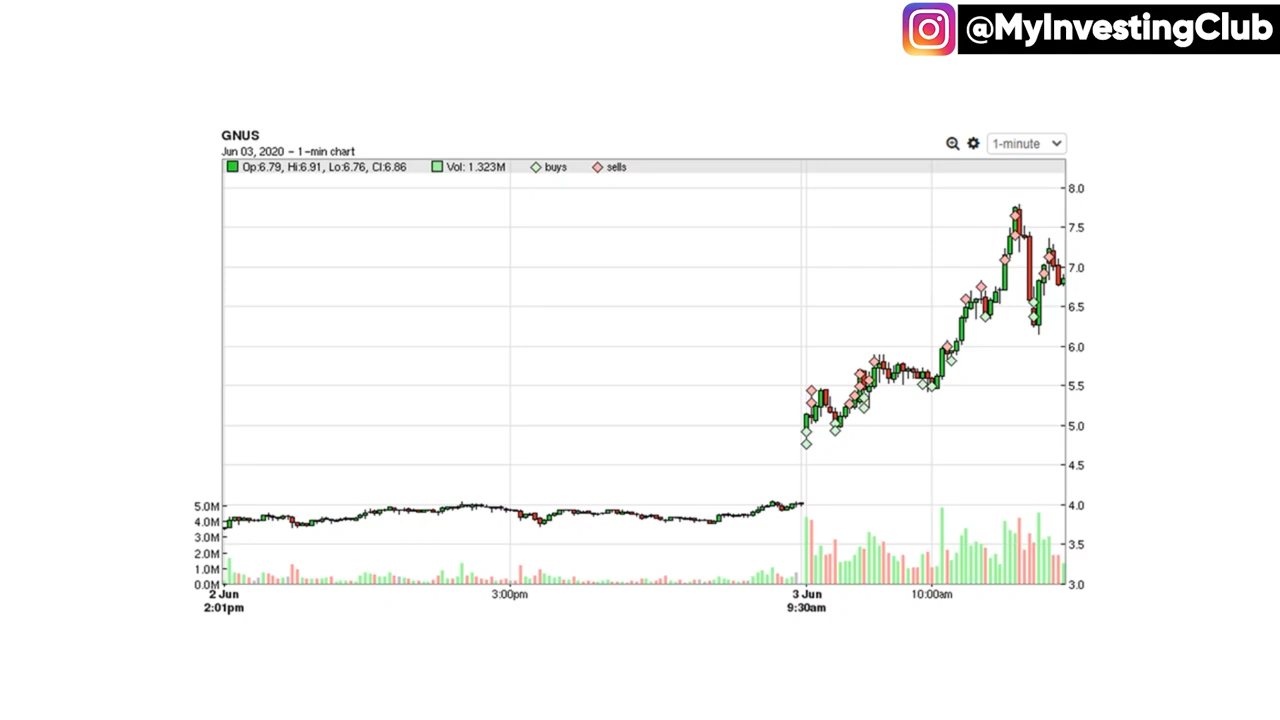 @MyInvestingClub
GNUS
Jun 03, 2020 - 1-min chart
1-minute
Op:6.79, Hi:6.91, Lo:6.76, Cl:6.86
Vol: 1.323M
buys
sells
8.0
7.5
7.0
6.5
6.0
5.5
5.0
4.5
4.0
3.5
3.0
5.0M
4.0M
3.0M
2.0M
1.0M
0.0M
2 Jun
2:01pm
3:00pm
3 Jun
9:30am
10:00am